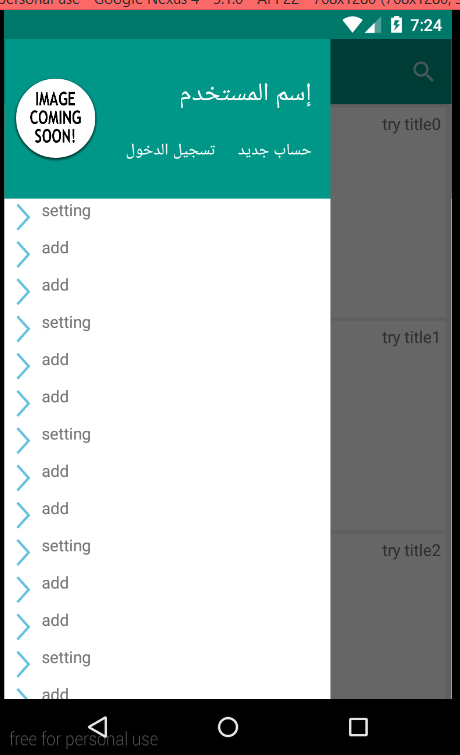 personal use - Google Nexus 4 - 5.1.0 - API 22 - 768x1280 (768x1280,
7:24
IMAGE
COMING
SOON!
إسم المستخدم
حساب جديد تسجيل الدخول
setting
add
add
setting
add
add
setting
add
add
setting
add
add
setting
add
try title0
try title1
try title2
free for personal use